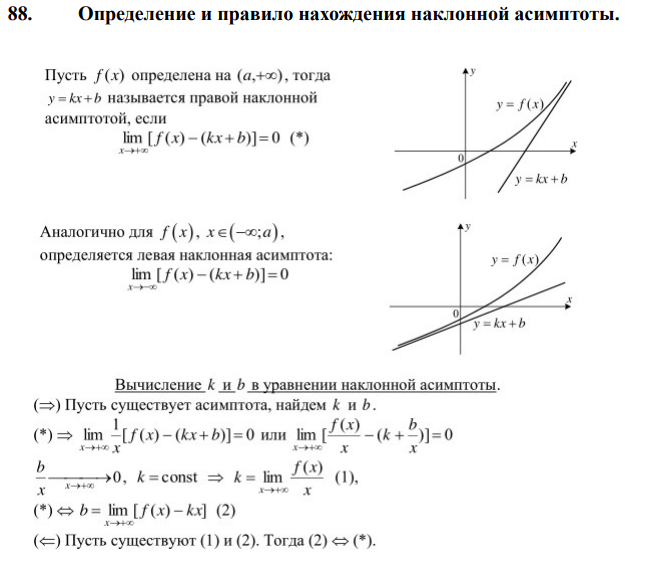 88. Определение и правило нахождения наклонной асимптоты.
Пусть f(x) определена на (a,+∞), тогда
y = kx + b называется правой наклонной
асимптотой, если
lim [f(x) − (kx + b)] = 0 (*)
x→+∞
y
y = f(x)
x
0
y = kx + b
Аналогично для f(x), x∈(−∞;a),
определяется левая наклонная асимптота:
lim [f(x) − (kx + b)] = 0
x→−∞
y
y = f(x)
x
0
y = kx + b
Вычисление k и b в уравнении наклонной асимптоты.
(⇒) Пусть существует асимптота, найдем k и b.
(*) ⇒ lim x→+∞ 1/x [f(x) − (kx + b)] = 0 или lim x→+∞ [f(x)/x − (k + b/x)] = 0
b/x ⟶ x→+∞ 0, k = const ⇒ k = lim x→+∞ f(x)/x (1),
(*) ⇔ b = lim x→+∞ [f(x) − kx] (2)
(⇐) Пусть существуют (1) и (2). Тогда (2) ⇔ (*).